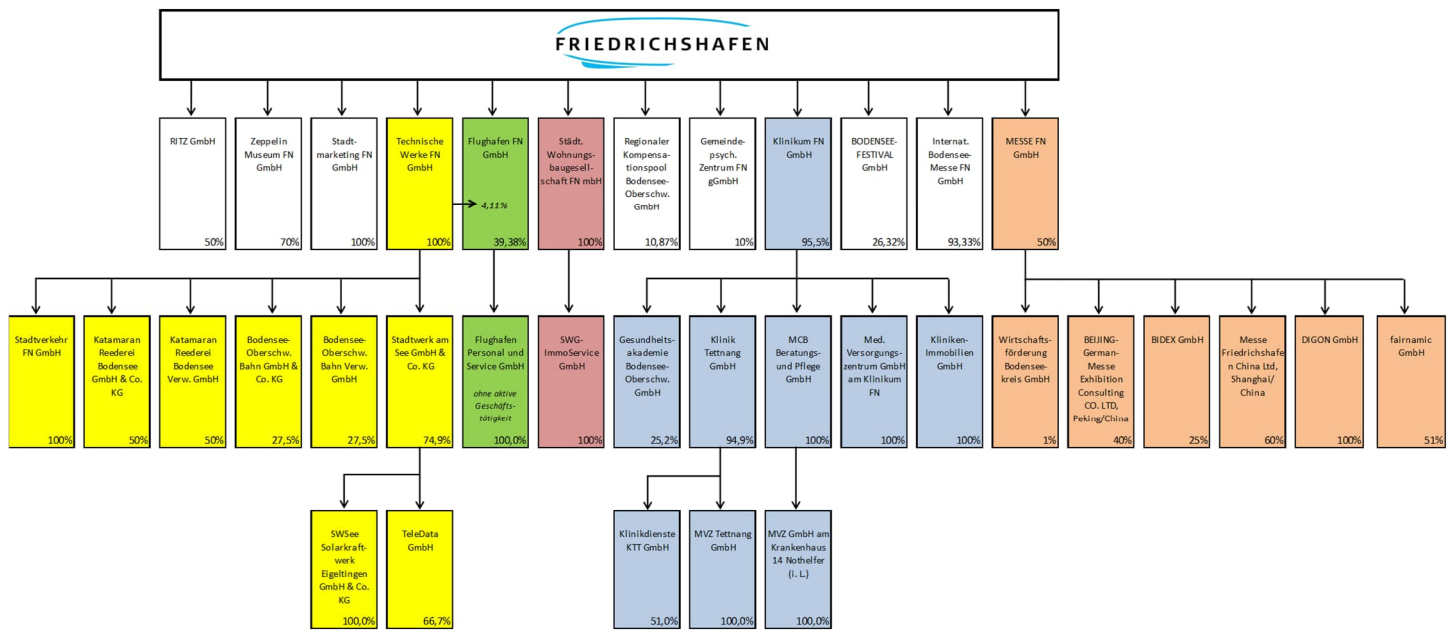 FRIEDRICHSHAFEN
RITZ GmbH
50%
Zeppelin
Museum FN
GmbH
70%
Stadt-
marketing FN
GmbH
100%
Technische
Werke FN
GmbH
100%
Flughafen FN
GmbH
4,11%
39,38%
Städt.
Wohnungs-
baugesell-
schaft FN mbH
100%
Regionaler
Kompensa-
tionspool
Bodensee-
Oberschw.
GmbH
10,87%
Gemeinde-
psych.
Zentrum FN
gGmbH
10%
Klinikum FN
GmbH
95,5%
BODENSEE-
FESTIVAL
GmbH
26,32%
Internat.
Bodensee-
Messe FN
GmbH
93,33%
MESSE FN
GmbH
50%
Stadtverkehr
FN GmbH
100%
Katamaran
Reederei
Bodensee
GmbH & Co.
KG
50%
Katamaran
Reederei
Bodensee
Verw. GmbH
50%
Bodensee-
Oberschw.
Bahn GmbH &
Co. KG
27,5%
Bodensee-
Oberschw.
Bahn Verw.
GmbH
27,5%
Stadtwerk am
See GmbH &
Co. KG
74,9%
Flughafen
Personal und
Service GmbH
ohne aktive
Geschäfts-
tätigkeit
100,0%
SWG-
ImmoService
GmbH
100%
Gesundheits-
akademie
Bodensee-
Oberschw.
GmbH
25,2%
Klinik
Tettnang
GmbH
94,9%
MCB
Beratungs-
und Pflege
GmbH
100%
Med.
Versorgungs-
zentrum GmbH
am Klinikum
FN
100%
Kliniken-
Immobilien
GmbH
100%
Wirtschafts-
förderung
Bodensee-
kreis GmbH
1%
BEIJING-
German-
Messe
Exhibition
Consulting
CO. LTD,
Peking/China
40%
BIDEX GmbH
25%
Messe
Friedrichshafe
n China Ltd,
Shanghai/
China
60%
DIGON GmbH
100%
fairnamic
GmbH
51%
SWSee
Solarkraft-
werk
Eigeltingen
GmbH & Co.
KG
100,0%
TeleData
GmbH
66,7%
Klinikdienste
KTT GmbH
51,0%
MVZ Tettnang
GmbH
100,0%
MVZ GmbH am
Krankenhaus
14 Nothelfer
(i. L.)
100,0%